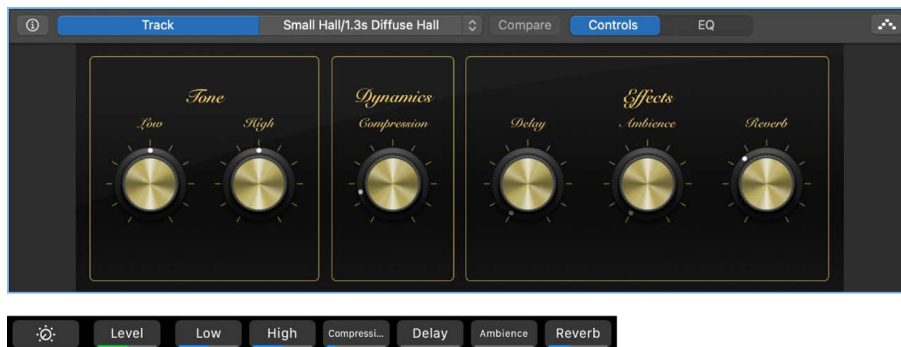 Track Small Hall/1.3s Diffuse Hall Compare Controls EQ
Tone Dynamics Effects
Low High Compression Delay Ambience Reverb
Level Low High Compressi... Delay Ambience Reverb